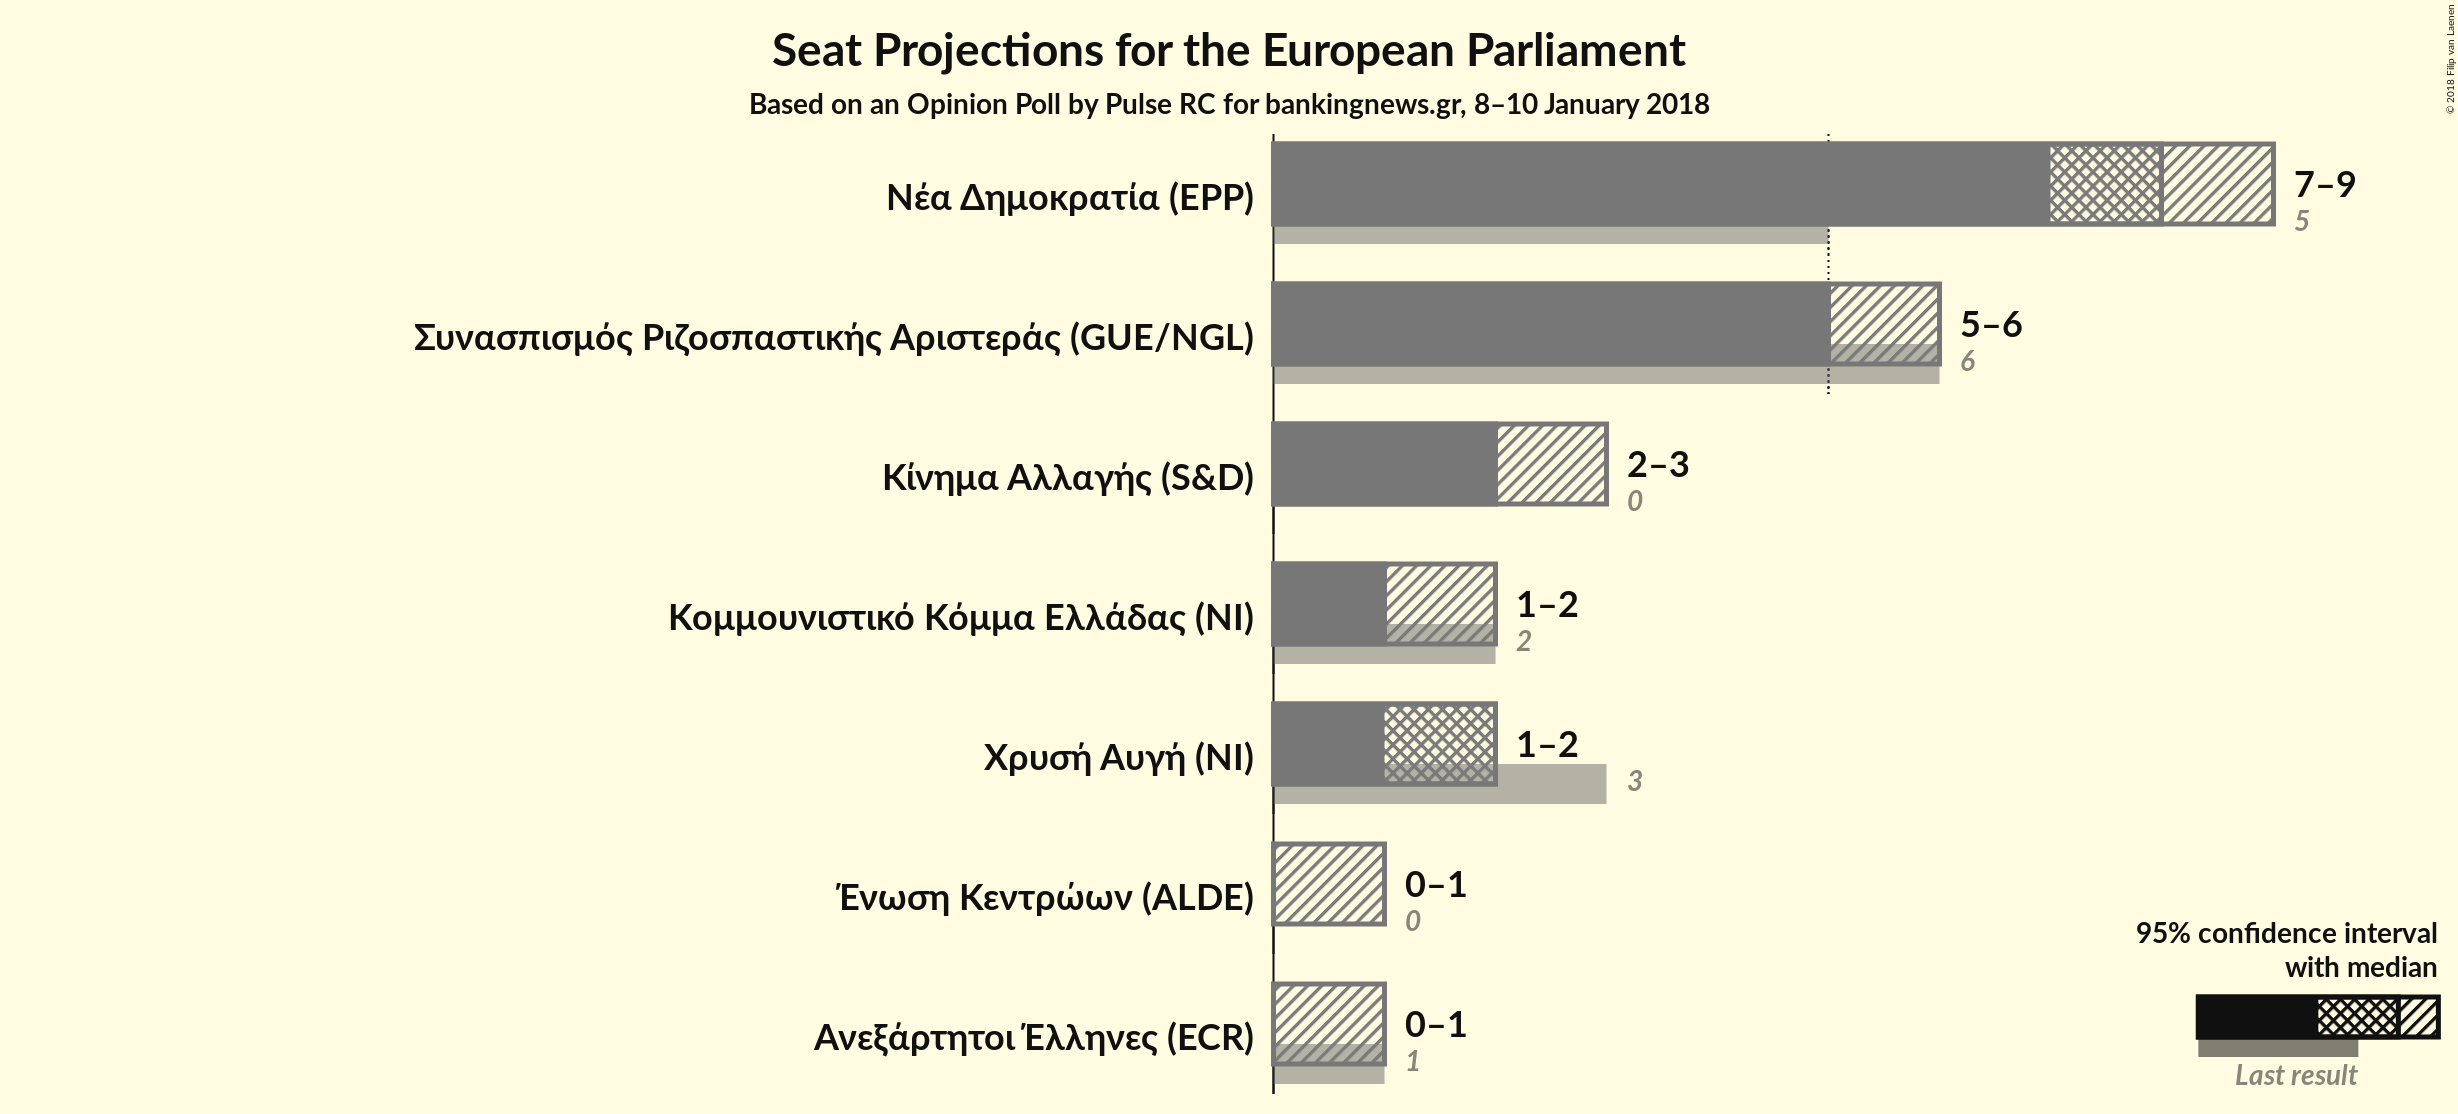 Seat Projections for the European Parliament
Based on an Opinion Poll by Pulse RC for bankingnews.gr, 8–10 January 2018
© 2018 Filip van Laenen
Νέα Δημοκρατία (EPP)
7–9
5
Συνασπισμός Ριζοσπαστικής Αριστεράς (GUE/NGL)
5–6
6
Κίνημα Αλλαγής (S&D)
2–3
0
Κομμουνιστικό Κόμμα Ελλάδας (NI)
1–2
2
Χρυσή Αυγή (NI)
1–2
3
Ένωση Κεντρώων (ALDE)
0–1
0
Ανεξάρτητοι Έλληνες (ECR)
0–1
1
95% confidence interval
with median
Last result